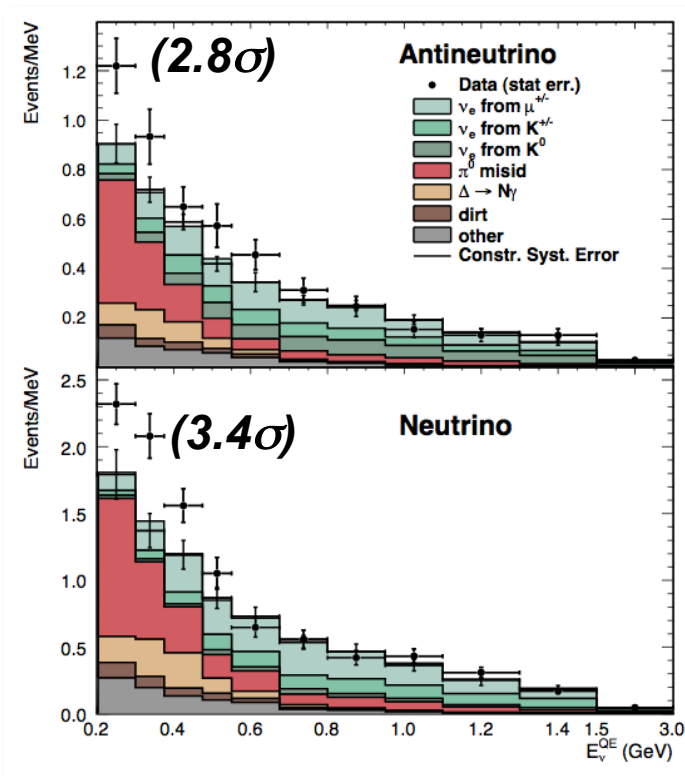 Events/MeV
1.2
1.0
0.8
0.6
0.4
0.2
(2.8σ)
Antineutrino
Data (stat err.)
νe from μ+/-
νe from K+/-
νe from K0
π0 misid
Δ → Nγ
dirt
other
Constr. Syst. Error
Events/MeV
2.5
2.0
1.5
1.0
0.5
0.0
(3.4σ)
Neutrino
0.2 0.4 0.6 0.8 1.0 1.2 1.4 1.5 3.0
EνQE (GeV)